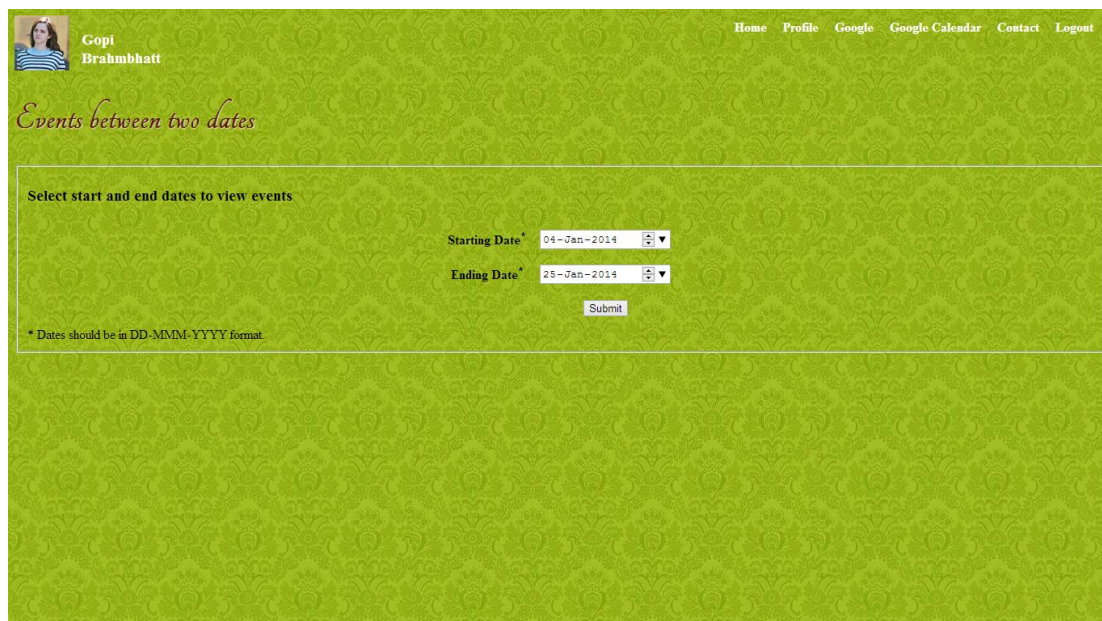 Gopi
Brahmbhatt
Home Profile Google Google Calendar Contact Logout
Events between two dates
Select start and end dates to view events
Starting Date* 04-Jan-2014
Ending Date* 25-Jan-2014
Submit
* Dates should be in DD-MMM-YYYY format.